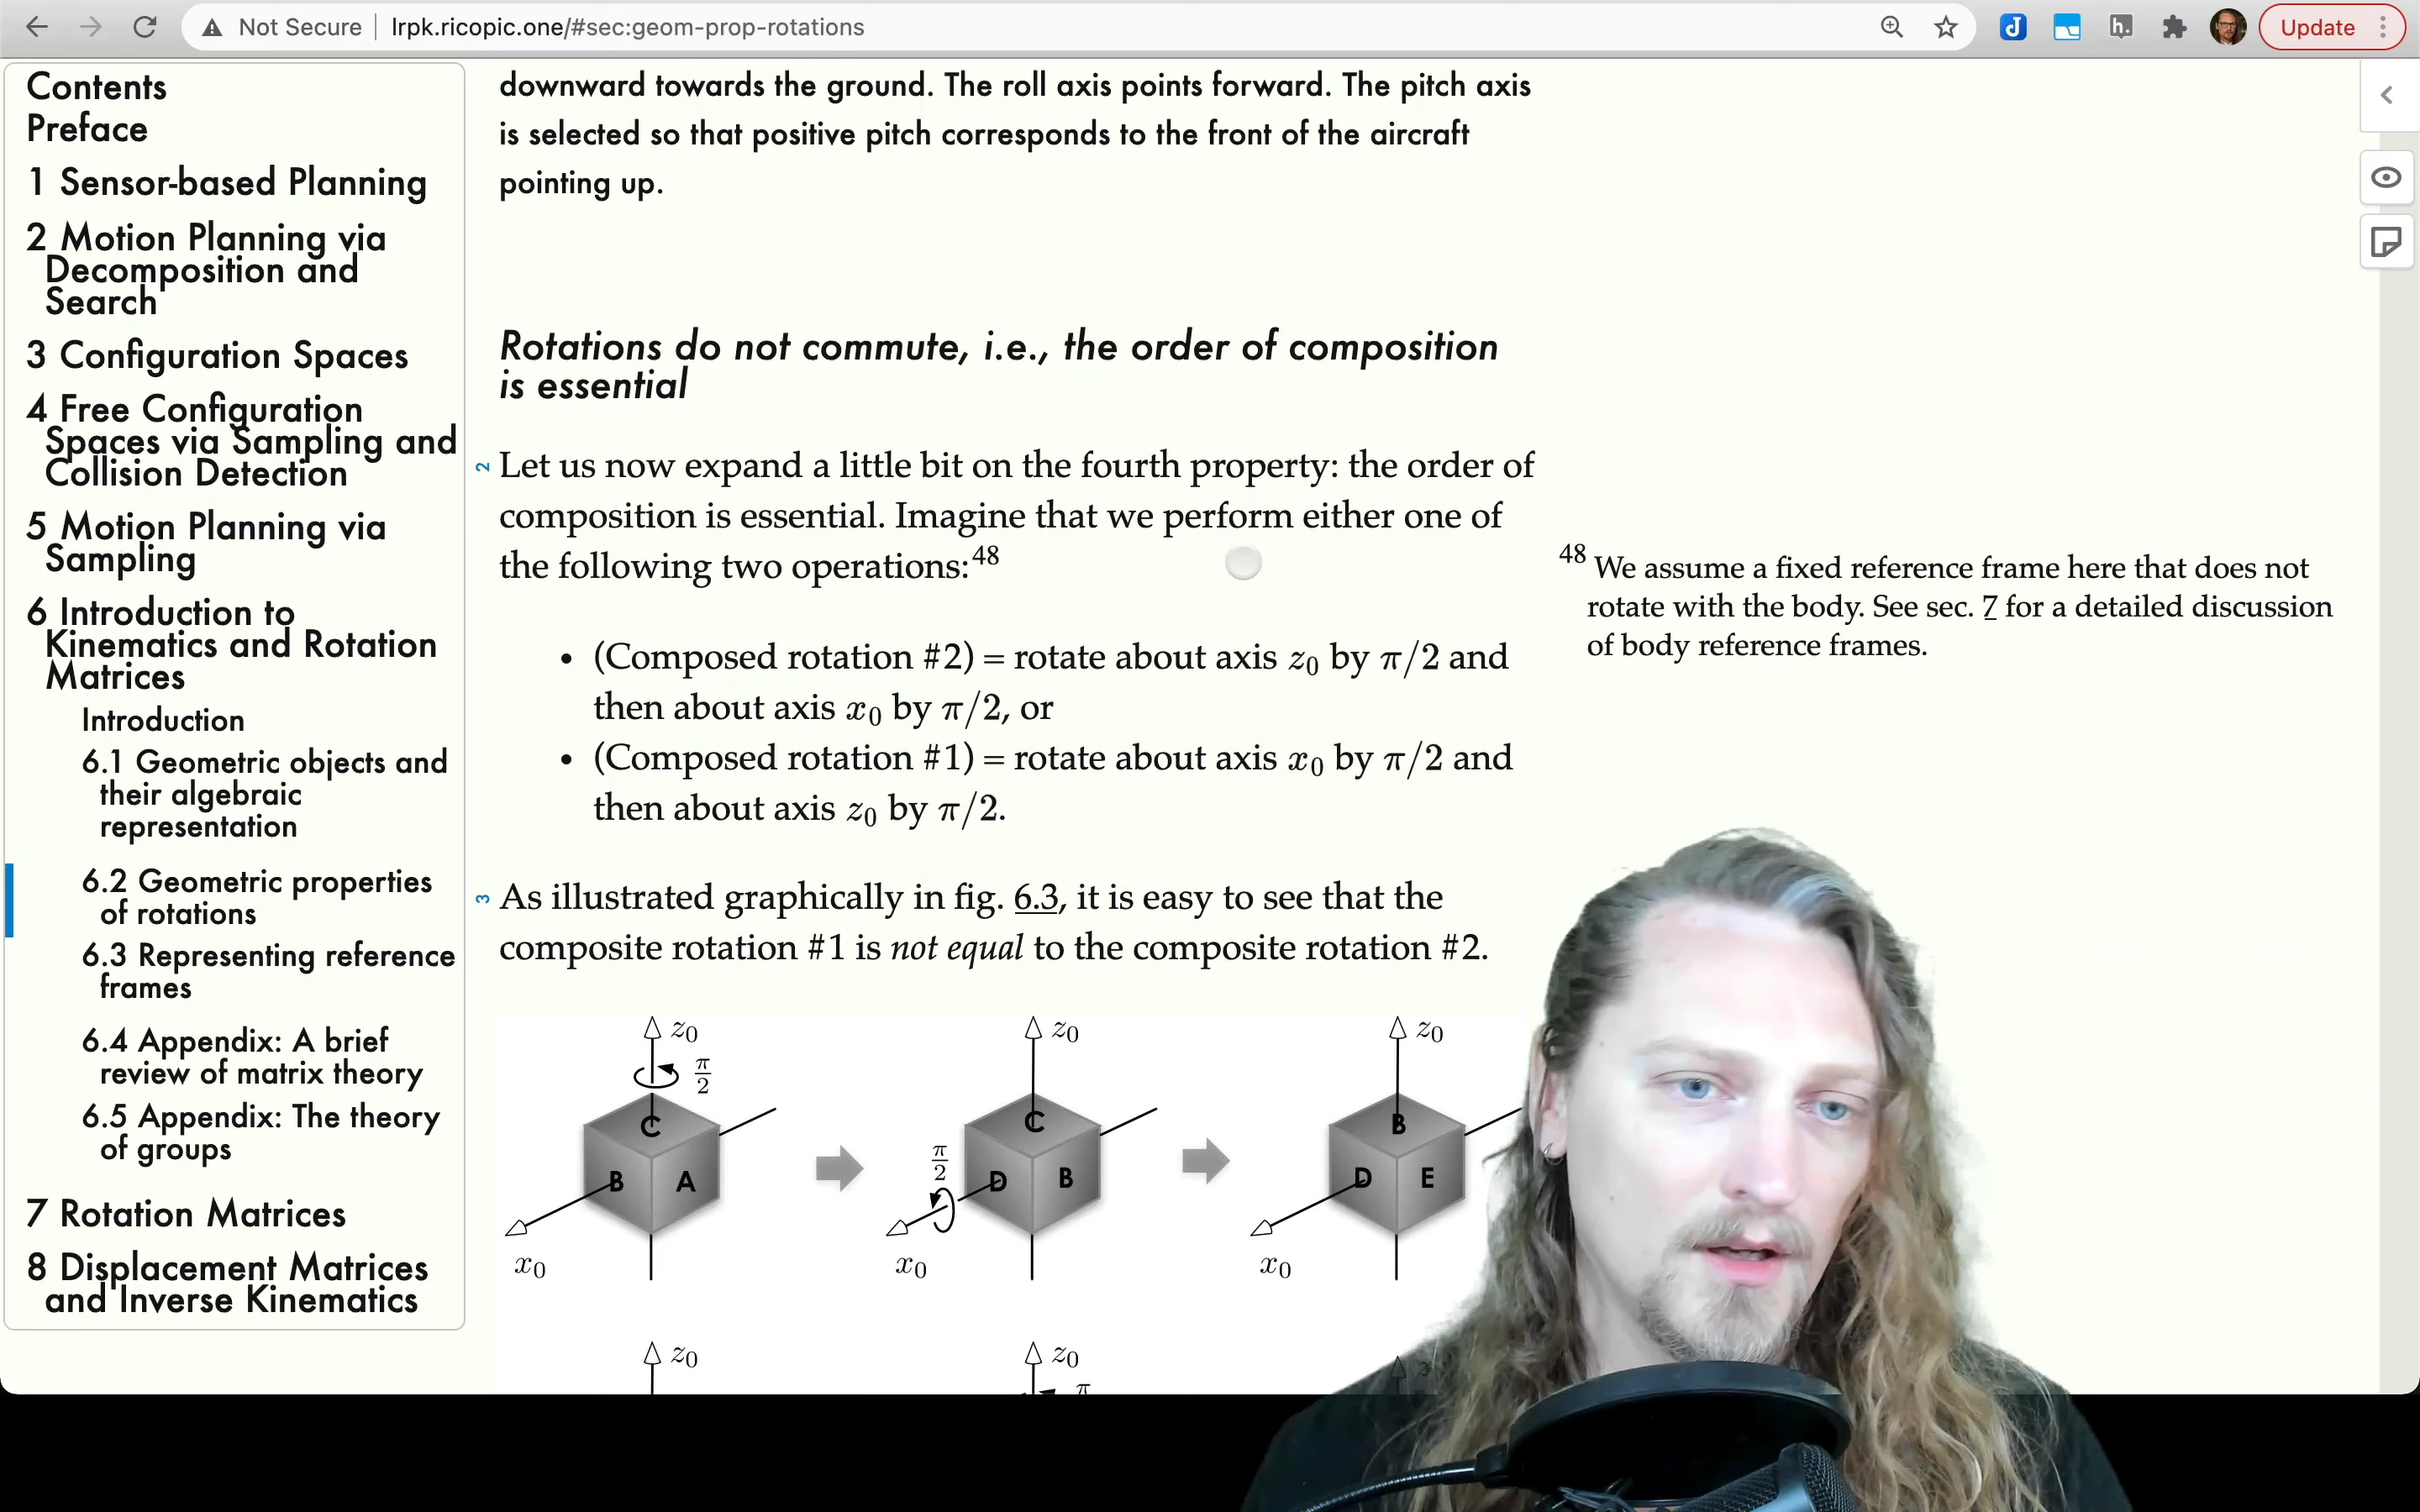 Not Secure
lrpk.ricopic.one/#sec:geom-prop-rotations
h.
Update
Contents
Preface
1 Sensor-based Planning
2 Motion Planning via
Decomposition and
Search
3 Configuration Spaces
4 Free Configuration
Spaces via Sampling and
Collision Detection
5 Motion Planning via
Sampling
6 Introduction to
Kinematics and Rotation
Matrices
Introduction
6.1 Geometric objects and
their algebraic
representation
6.2 Geometric properties
of rotations
6.3 Representing reference
frames
6.4 Appendix: A brief
review of matrix theory
6.5 Appendix: The theory
of groups
7 Rotation Matrices
8 Displacement Matrices
and Inverse Kinematics
downward towards the ground. The roll axis points forward. The pitch axis
is selected so that positive pitch corresponds to the front of the aircraft
pointing up.
Rotations do not commute, i.e., the order of composition
is essential
2 Let us now expand a little bit on the fourth property: the order of
composition is essential. Imagine that we perform either one of
the following two operations:⁴⁸
• (Composed rotation #2) = rotate about axis z₀ by π/2 and
then about axis x₀ by π/2, or
• (Composed rotation #1) = rotate about axis x₀ by π/2 and
then about axis z₀ by π/2.
3 As illustrated graphically in fig. 6.3, it is easy to see that the
composite rotation #1 is not equal to the composite rotation #2.
⁴⁸ We assume a fixed reference frame here that does not
rotate with the body. See sec. 7 for a detailed discussion
of body reference frames.
z₀
π/2
C
B A
x₀
z₀
C
π/2
D B
x₀
z₀
B
D E
x₀
z₀
z₀
π